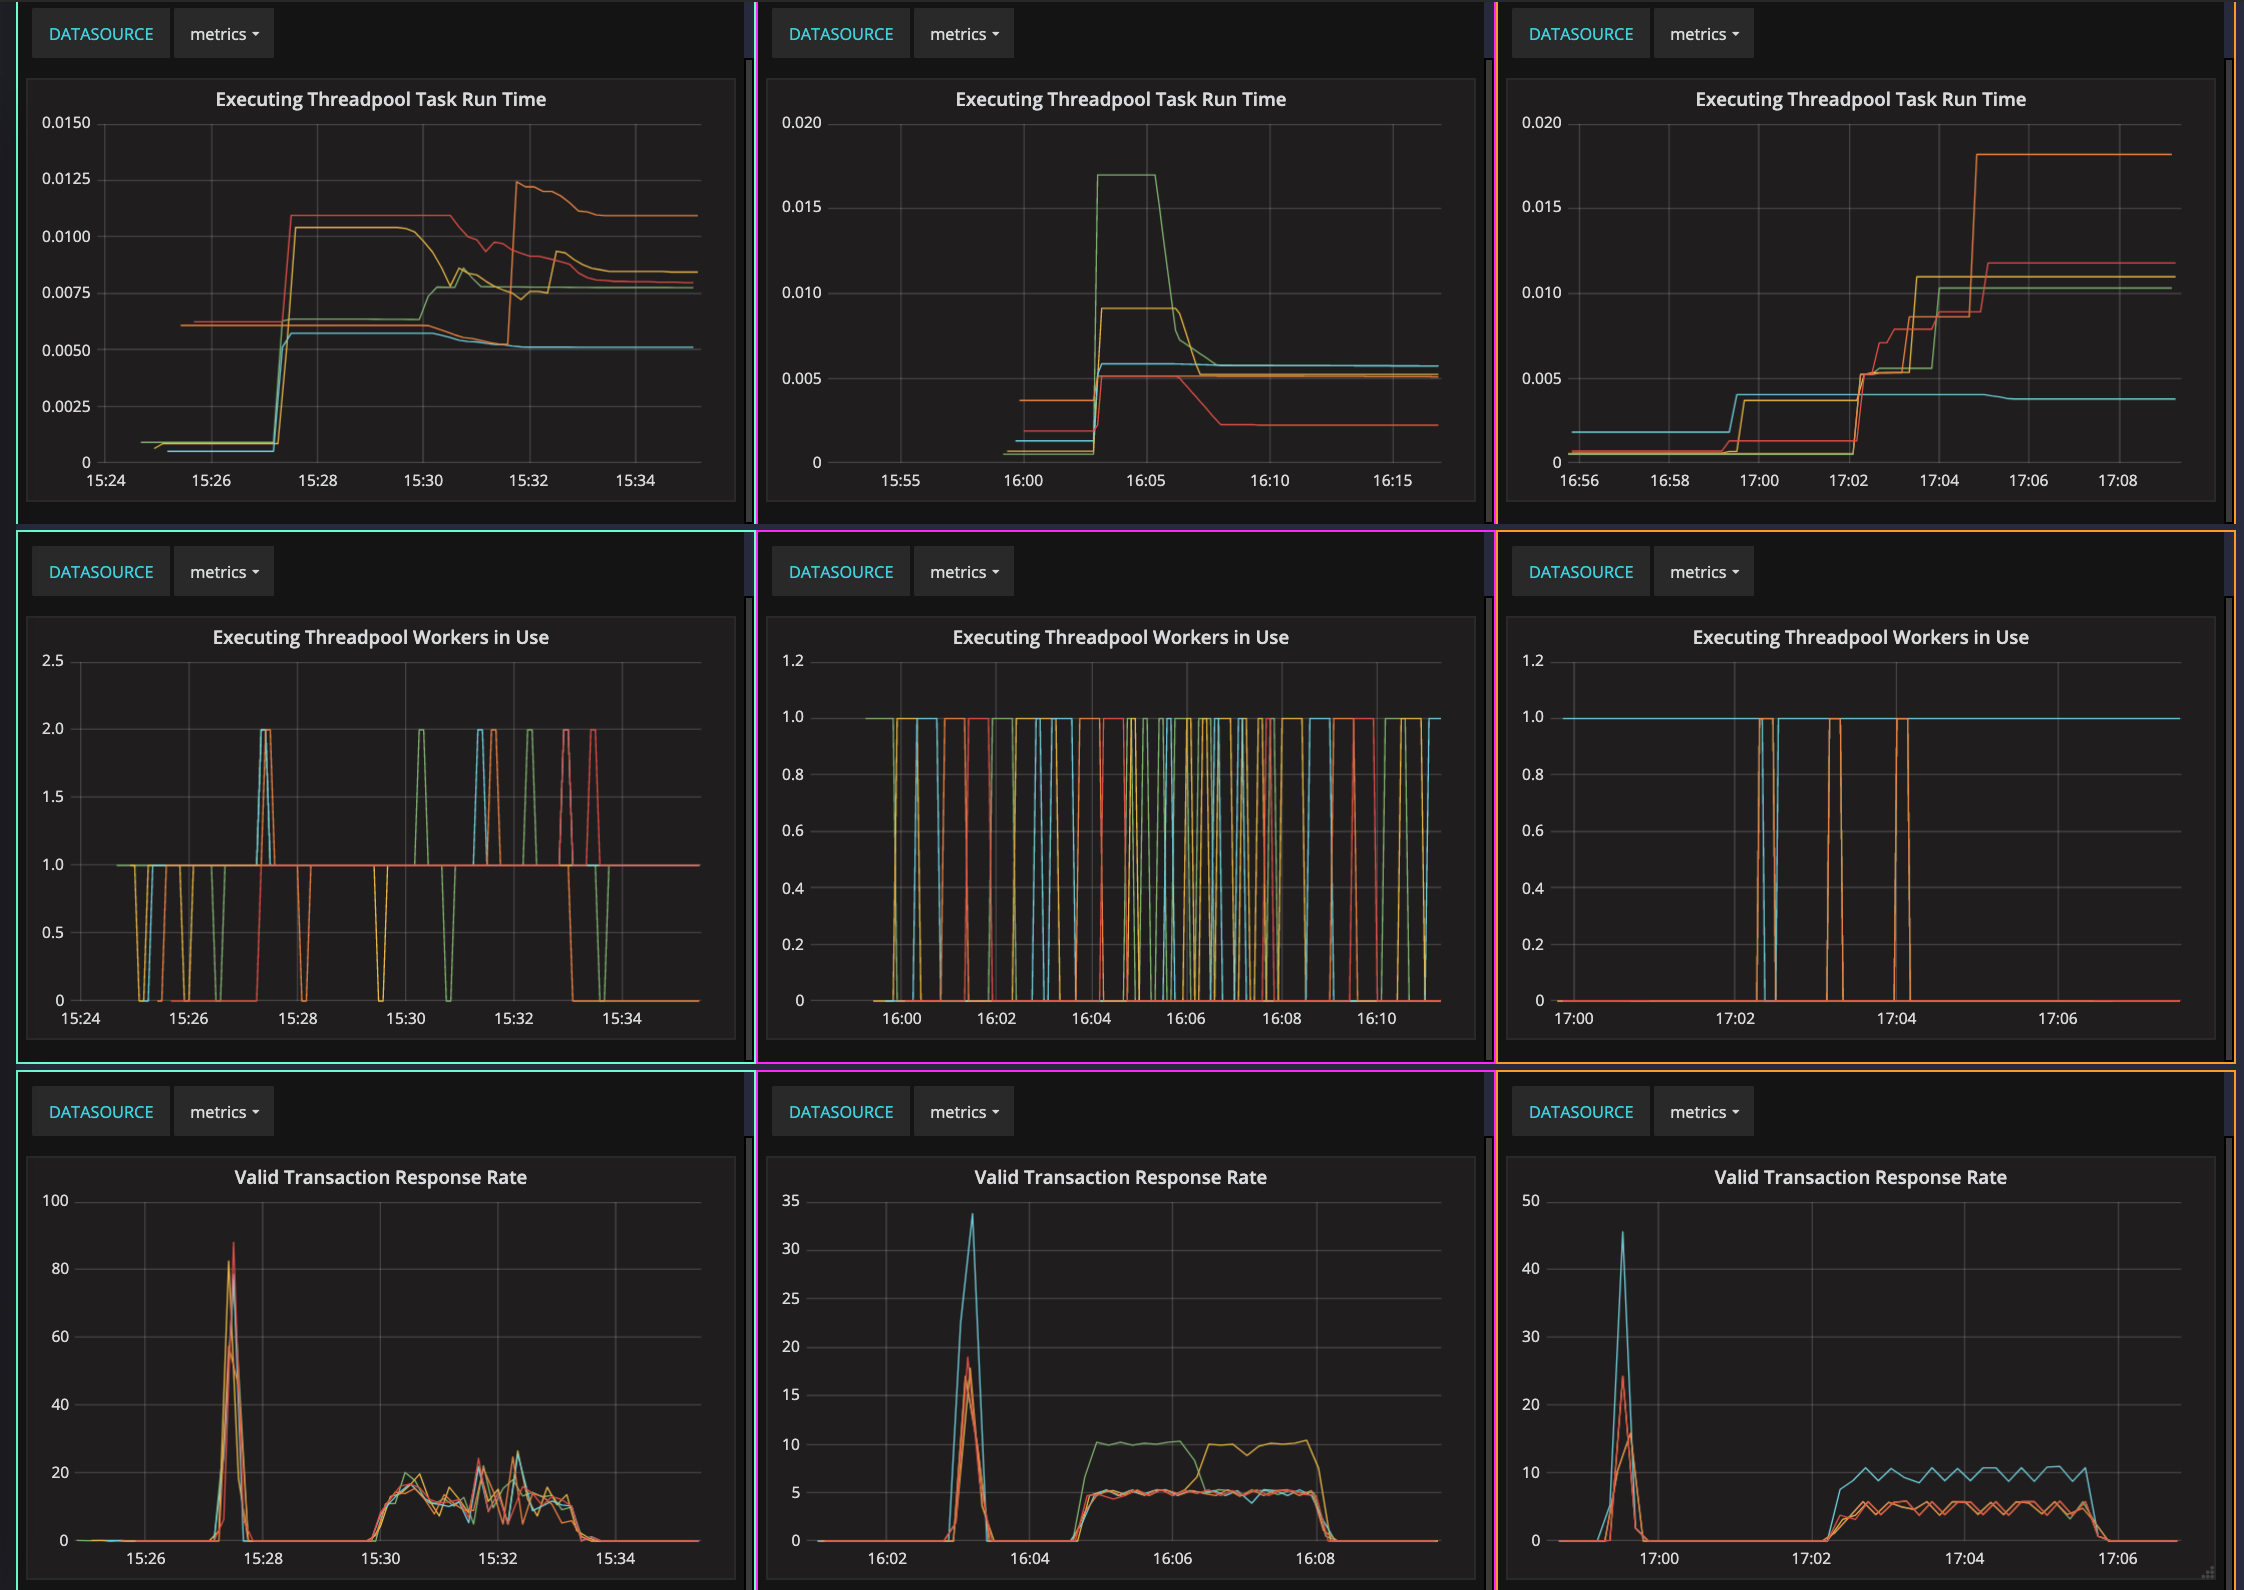 DATASOURCE metrics
DATASOURCE metrics
DATASOURCE metrics
Executing Threadpool Task Run Time
0.0150
0.0125
0.0100
0.0075
0.0050
0.0025
0
15:24 15:26 15:28 15:30 15:32 15:34
Executing Threadpool Task Run Time
0.020
0.015
0.010
0.005
0
15:55 16:00 16:05 16:10 16:15
Executing Threadpool Task Run Time
0.020
0.015
0.010
0.005
0
16:56 16:58 17:00 17:02 17:04 17:06 17:08
DATASOURCE metrics
DATASOURCE metrics
DATASOURCE metrics
Executing Threadpool Workers in Use
2.5
2.0
1.5
1.0
0.5
0
15:24 15:26 15:28 15:30 15:32 15:34
Executing Threadpool Workers in Use
1.2
1.0
0.8
0.6
0.4
0.2
0
16:00 16:02 16:04 16:06 16:08 16:10
Executing Threadpool Workers in Use
1.2
1.0
0.8
0.6
0.4
0.2
0
17:00 17:02 17:04 17:06
DATASOURCE metrics
DATASOURCE metrics
DATASOURCE metrics
Valid Transaction Response Rate
100
80
60
40
20
0
15:26 15:28 15:30 15:32 15:34
Valid Transaction Response Rate
35
30
25
20
15
10
5
0
16:02 16:04 16:06 16:08
Valid Transaction Response Rate
50
40
30
20
10
0
17:00 17:02 17:04 17:06